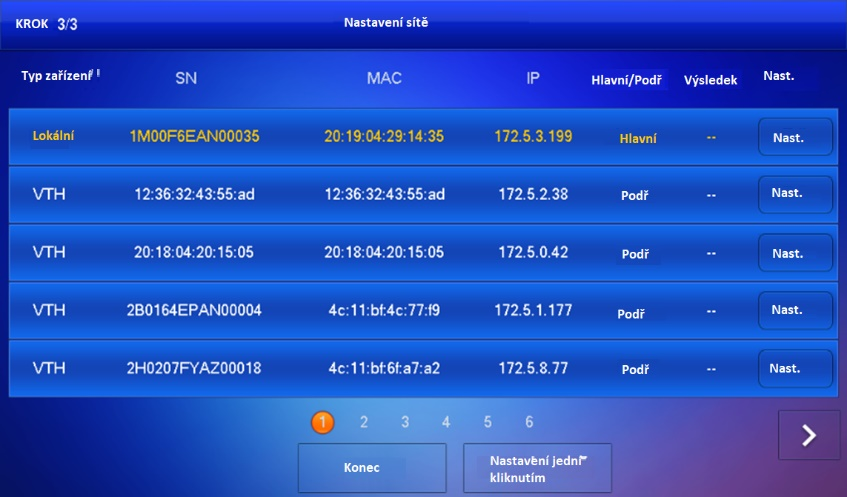 KROK 3/3 Nastavení sítě
Typ zařízení SN MAC IP Hlavní/Podř Výsledek Nast.
Lokální 1M00F6EAN00035 20:19:04:29:14:35 172.5.3.199 Hlavní -- Nast.
VTH 12:36:32:43:55:ad 12:36:32:43:55:ad 172.5.2.38 Podř -- Nast.
VTH 20:18:04:20:15:05 20:18:04:20:15:05 172.5.0.42 Podř -- Nast.
VTH 2B0164EPAN00004 4c:11:bf:4c:77:f9 172.5.1.177 Podř -- Nast.
VTH 2H0207FYAZ00018 4c:11:bf:6f:a7:a2 172.5.8.77 Podř -- Nast.
1 2 3 4 5 6
Konec
Nastavení jední
kliknutím